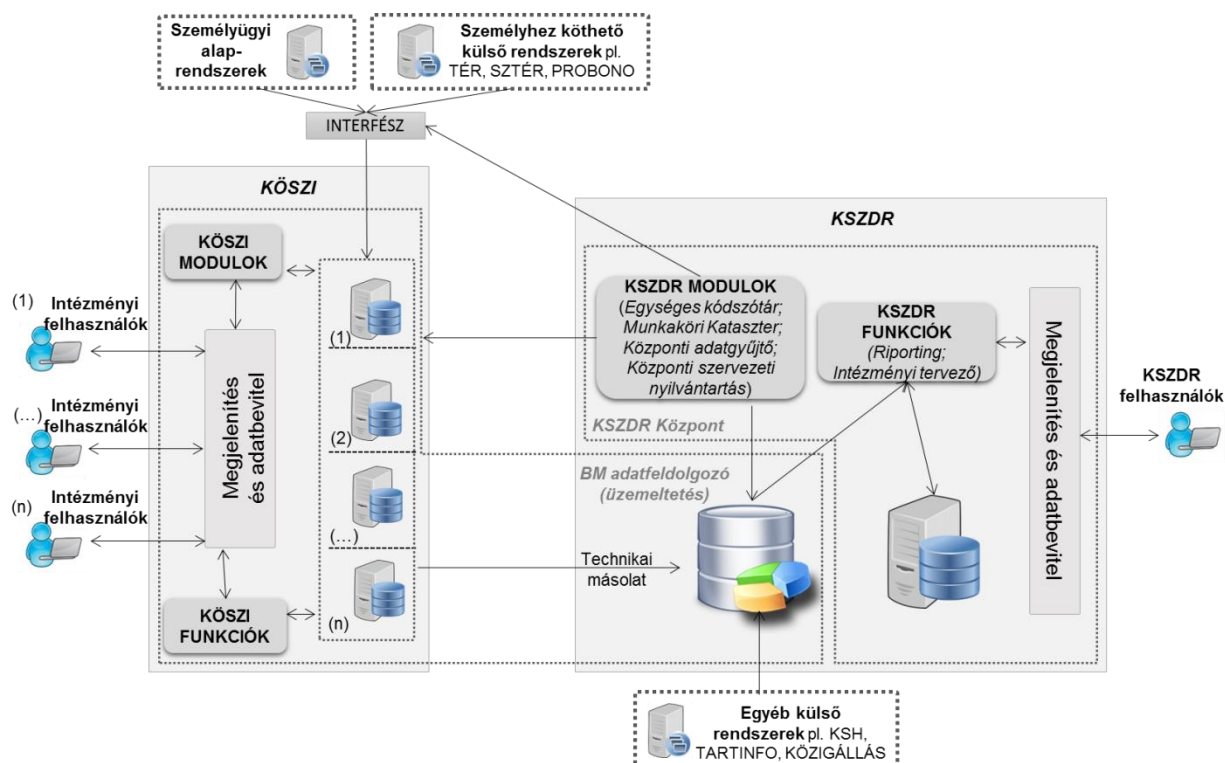 Személyügyi
alap-
rendszerek
Személyhez köthető
külső rendszerek pl.
TÉR, SZTÉR, PROBONO
INTERFÉSZ
KÖSZI
KÖSZI
MODULOK
(1) Intézményi
felhasználók
(…) Intézményi
felhasználók
(n) Intézményi
felhasználók
Megjelenítés
és adatbevitel
KÖSZI
FUNKCIÓK
(1)
(2)
(…)
(n)
KSZDR
KSZDR MODULOK
(Egységes kódszótár;
Munkaköri Kataszter;
Központi adatgyűjtő;
Központi szervezeti
nyilvántartás)
KSZDR
FUNKCIÓK
(Riporting;
Intézményi tervező)
KSZDR Központ
BM adatfeldolgozó
(üzemeltetés)
Technikai
másolat
Megjelenítés és adatbevitel
KSZDR
felhasználók
Egyéb külső
rendszerek pl. KSH,
TARTINFO, KÖZIGÁLLÁS